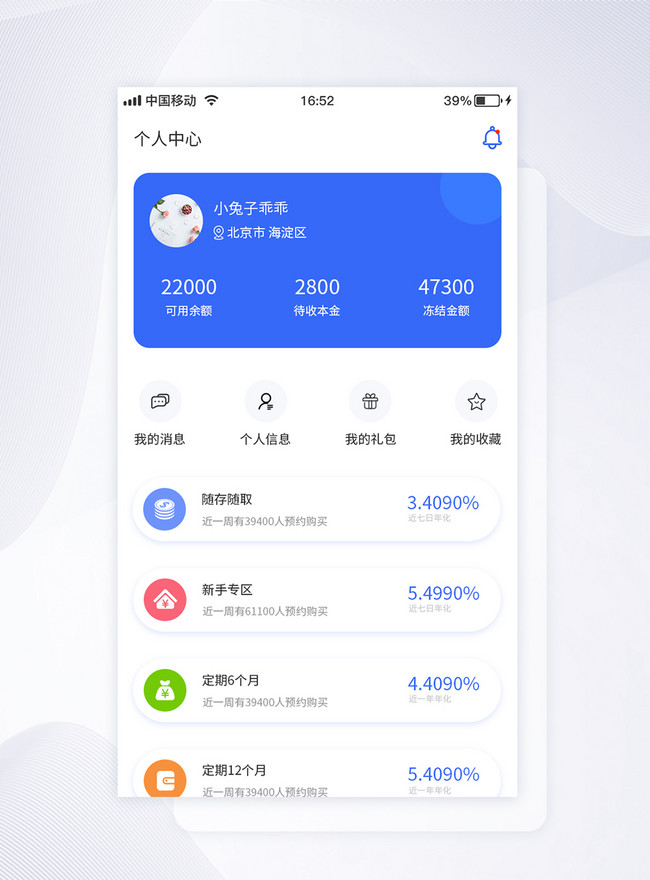 中国移动 16:52 39%
个人中心
小兔子乖乖
北京市 海淀区
22000 2800 47300
可用余额 待收本金 冻结金额
我的消息 个人信息 我的礼包 我的收藏
随存随取 3.4090%
近一周有39400人预约购买 近七日年化
新手专区 5.4990%
近一周有61100人预约购买 近七日年化
定期6个月 4.4090%
近一周有39400人预约购买 近一年年化
定期12个月 5.4090%
近一周有39400人预约购买 近一年年化